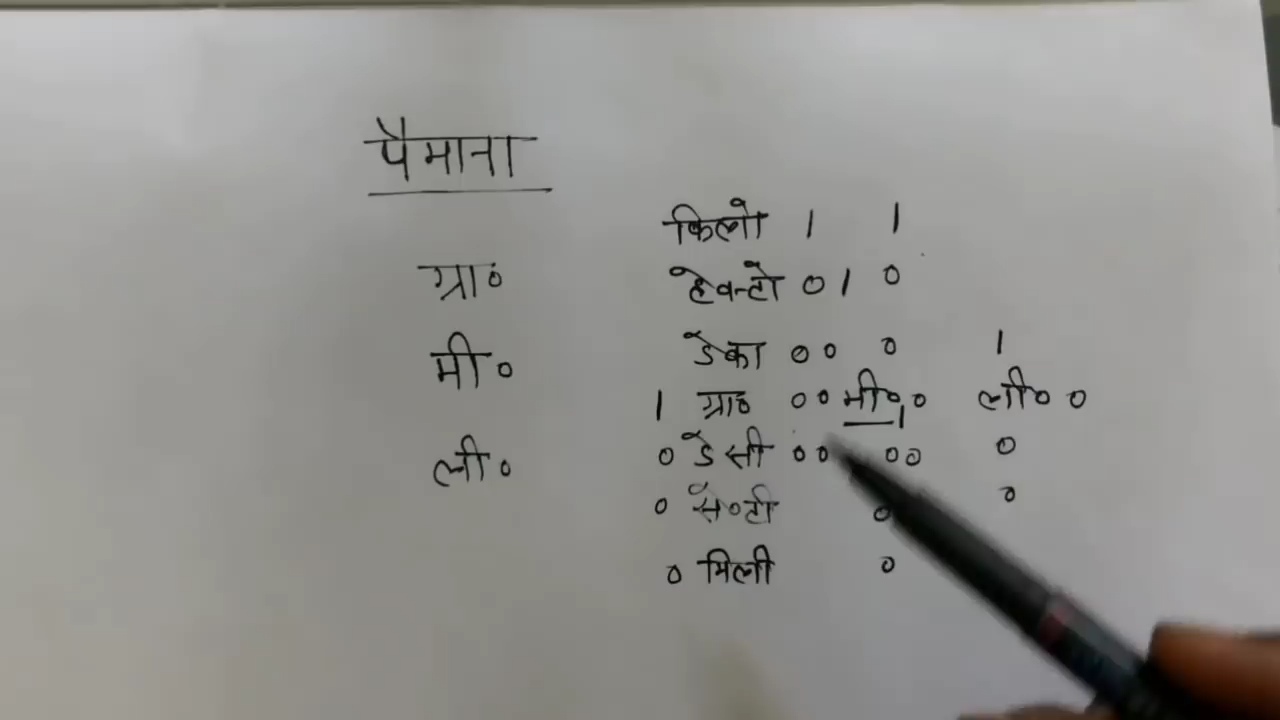 पैमाना
ग्रा०
मी०
ली०
किलो 1 1
हेक्टो 0 1 0
डेका 0 0 0 1
1 ग्रा० 0 0 मी० 0 ली० 0
1
0 डेसी 0 0 0 0 0
0 सेन्टी 0 0
0 मिली 0